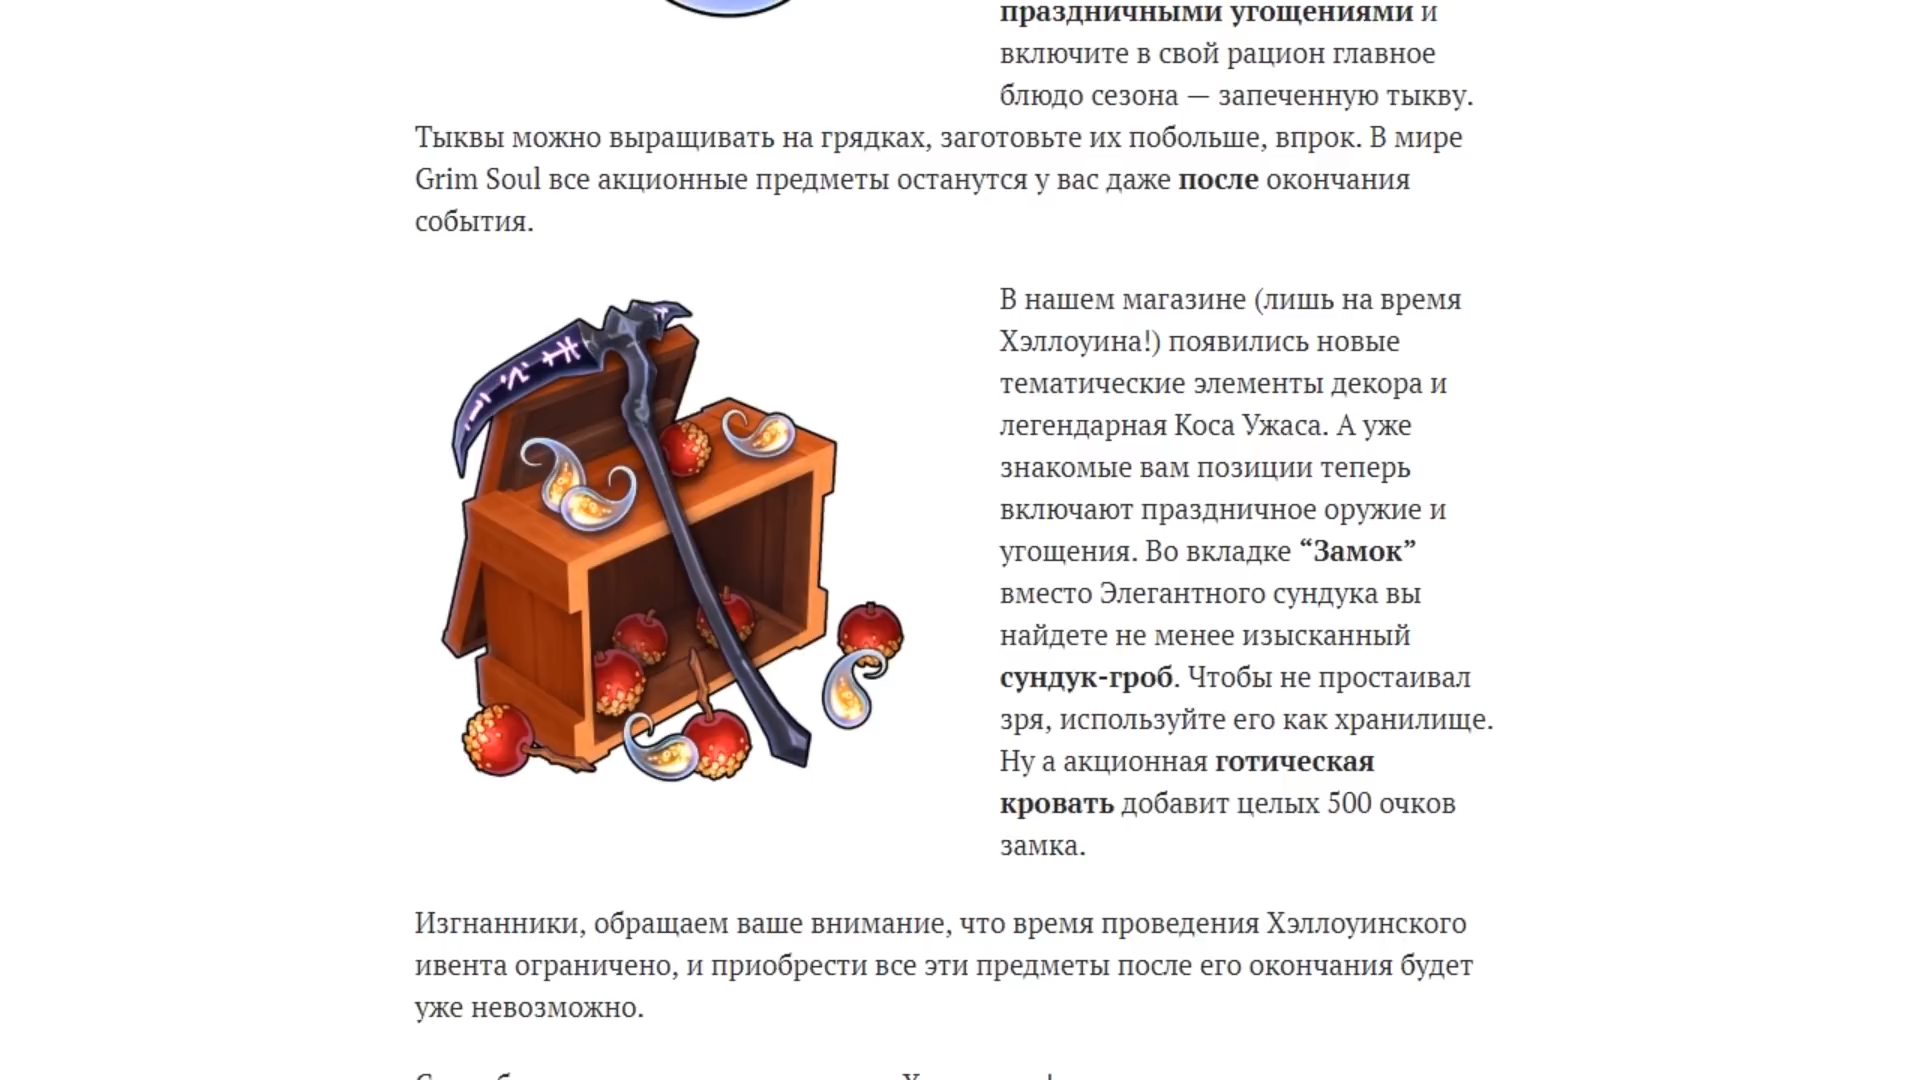 праздничными угощениями и
включите в свой рацион главное
блюдо сезона — запеченную тыкву.
Тыквы можно выращивать на грядках, заготовьте их побольше, впрок. В мире
Grim Soul все акционные предметы останутся у вас даже после окончания
события.
В нашем магазине (лишь на время
Хэллоуина!) появились новые
тематические элементы декора и
легендарная Коса Ужаса. А уже
знакомые вам позиции теперь
включают праздничное оружие и
угощения. Во вкладке “Замок”
вместо Элегантного сундука вы
найдете не менее изысканный
сундук-гроб. Чтобы не простаивал
зря, используйте его как хранилище.
Ну а акционная готическая
кровать добавит целых 500 очков
замка.
Изгнанники, обращаем ваше внимание, что время проведения Хэллоуинского
ивента ограничено, и приобрести все эти предметы после его окончания будет
уже невозможно.